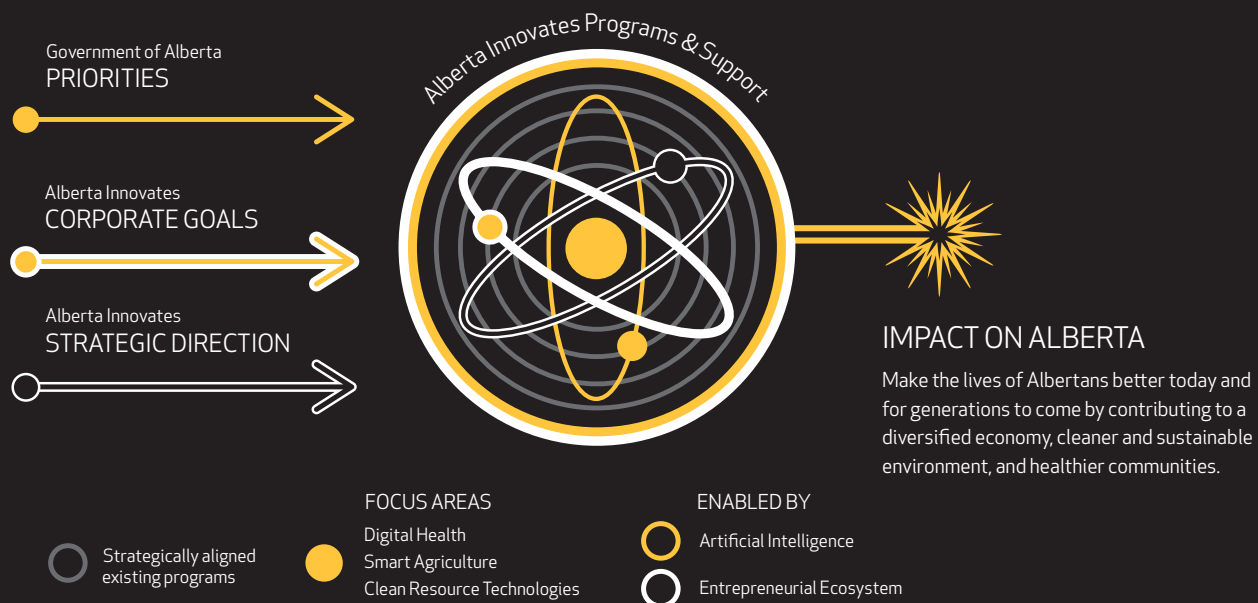 Government of Alberta
PRIORITIES
Alberta Innovates
CORPORATE GOALS
Alberta Innovates
STRATEGIC DIRECTION
Alberta Innovates Programs & Support
IMPACT ON ALBERTA
Make the lives of Albertans better today and
for generations to come by contributing to a
diversified economy, cleaner and sustainable
environment, and healthier communities.
Strategically aligned
existing programs
FOCUS AREAS
Digital Health
Smart Agriculture
Clean Resource Technologies
ENABLED BY
Artificial Intelligence
Entrepreneurial Ecosystem